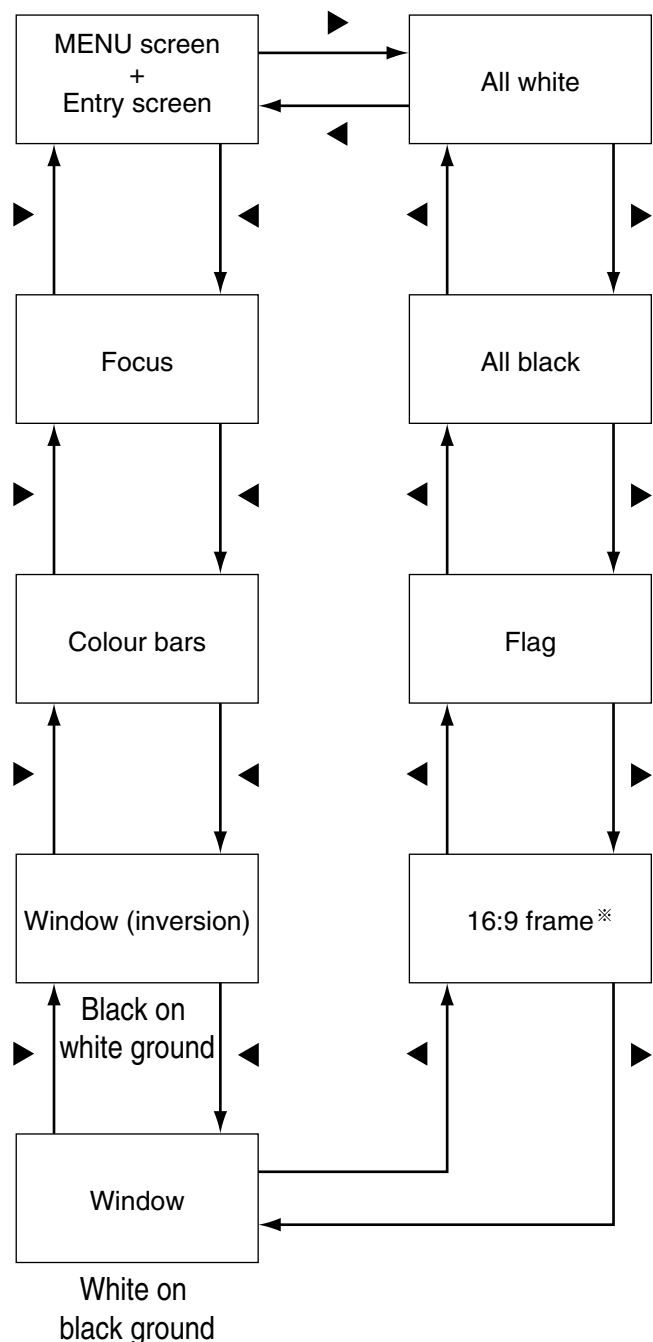 MENU screen
+
Entry screen
All white
Focus
All black
Colour bars
Flag
Window (inversion)
16:9 frame※
Black on
white ground
Window
White on
black ground